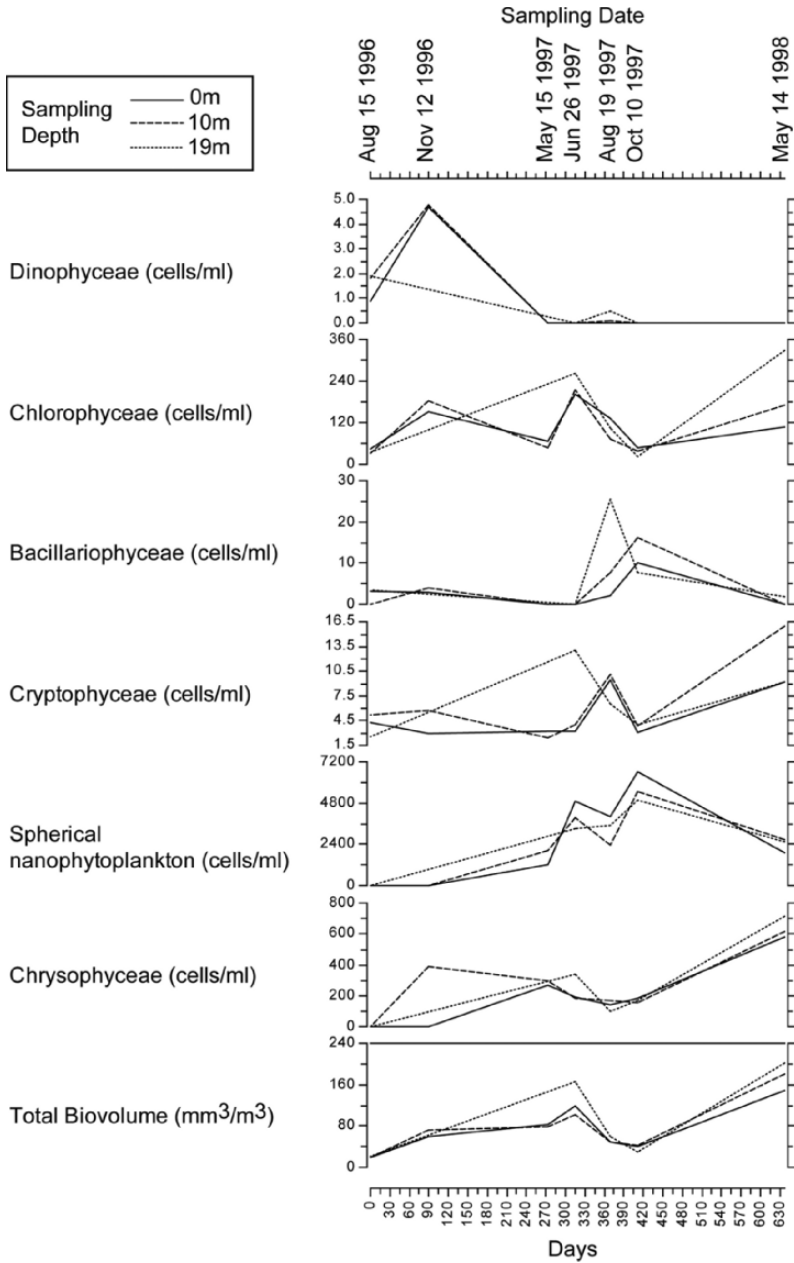 Sampling Date
Aug 15 1996
Nov 12 1996
May 15 1997
Jun 26 1997
Aug 19 1997
Oct 10 1997
May 14 1998
Sampling Depth
0m
10m
19m
Dinophyceae (cells/ml)
5.0
4.0
3.0
2.0
1.0
0.0
Chlorophyceae (cells/ml)
360
240
120
0
Bacillariophyceae (cells/ml)
30
20
10
0
Cryptophyceae (cells/ml)
16.5
13.5
10.5
7.5
4.5
1.5
Spherical
nanophytoplankton (cells/ml)
7200
4800
2400
0
Chrysophyceae (cells/ml)
800
600
400
200
0
Total Biovolume (mm3/m3)
240
160
80
0
0 30 60 90 120 150 180 210 240 270 300 330 360 390 420 450 480 510 540 570 600 630
Days